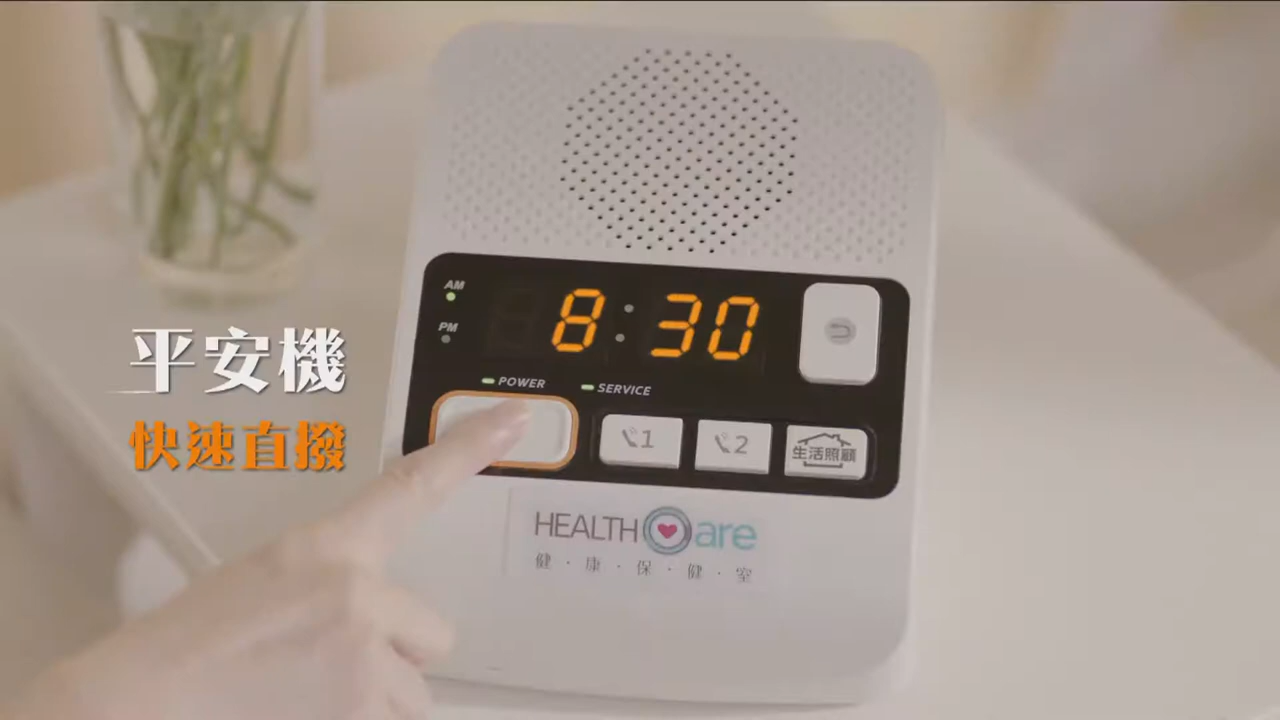 AM
8:30
PM
平安機
POWER
SERVICE
快速直撥
1
2
生活照顧
HEALTH Care
健·康·保·健·室